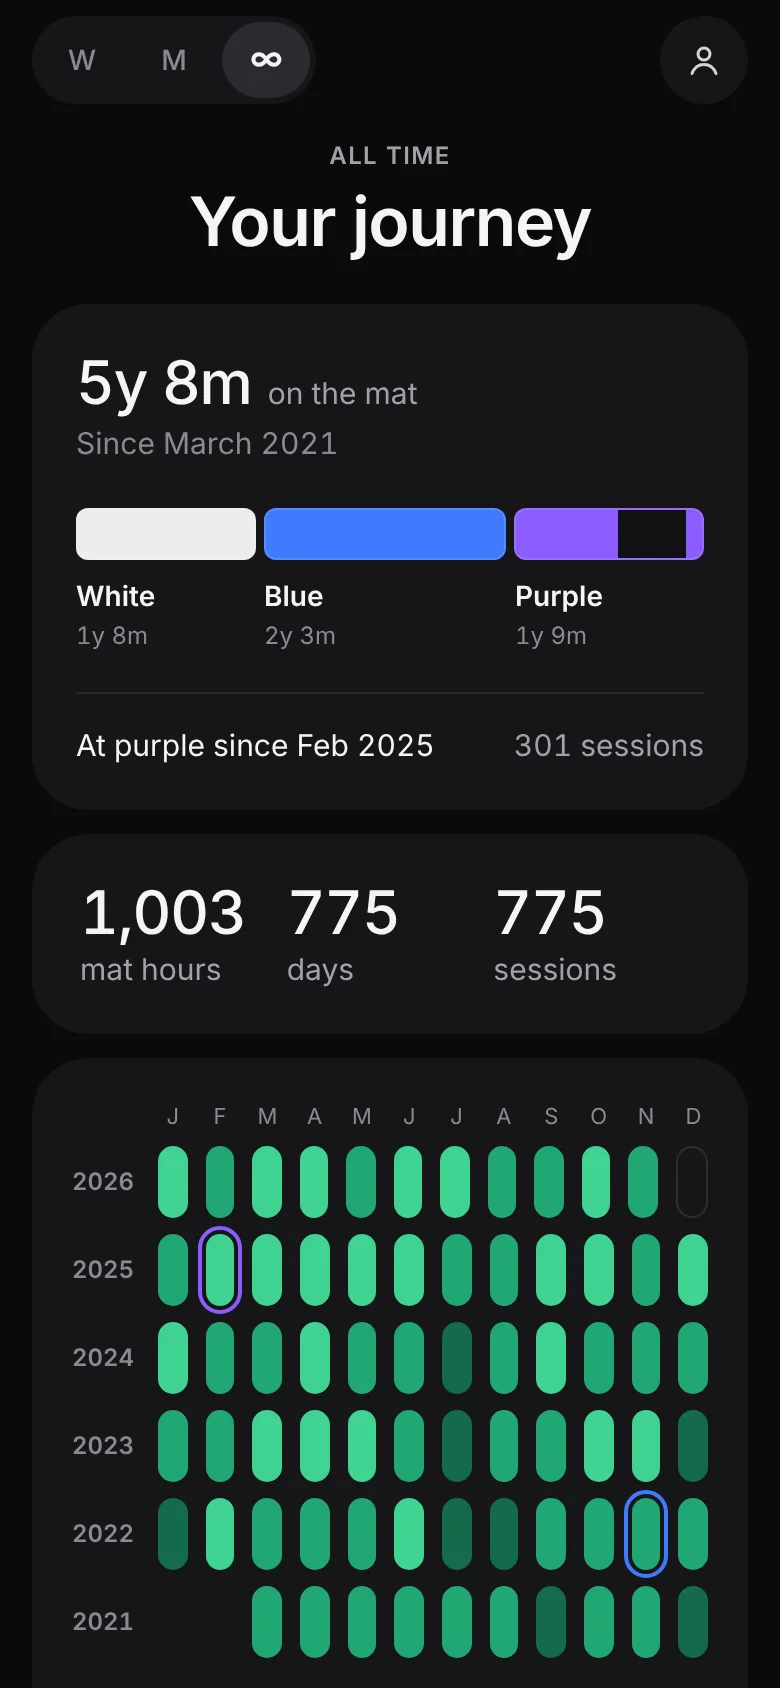 W M ∞
ALL TIME
Your journey
5y 8m on the mat
Since March 2021
White Blue Purple
1y 8m 2y 3m 1y 9m
At purple since Feb 2025 301 sessions
1,003 775 775
mat hours days sessions
J F M A M J J A S O N D
2026
2025
2024
2023
2022
2021